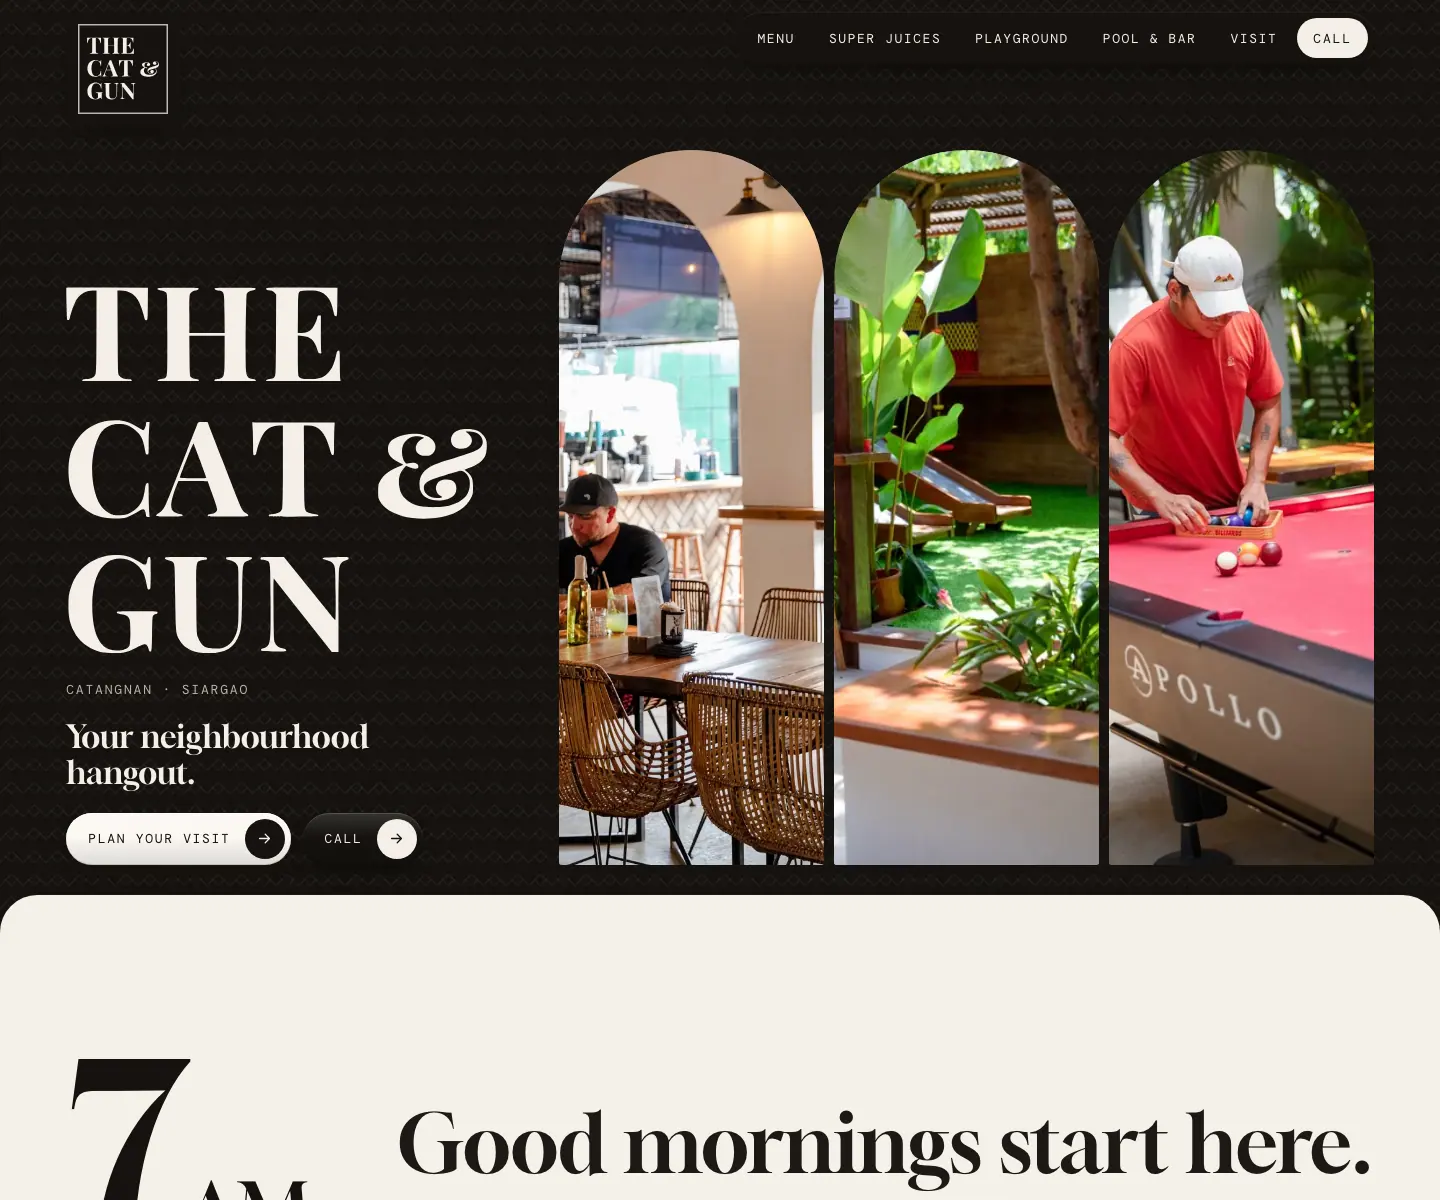 THE
CAT &
GUN
MENU SUPER JUICES PLAYGROUND POOL & BAR VISIT CALL
THE
CAT &
GUN
CATANGNAN · SIARGAO
Your neighbourhood
hangout.
PLAN YOUR VISIT → CALL →
BILLIARDS
APOLLO
7 AM
Good mornings start here.